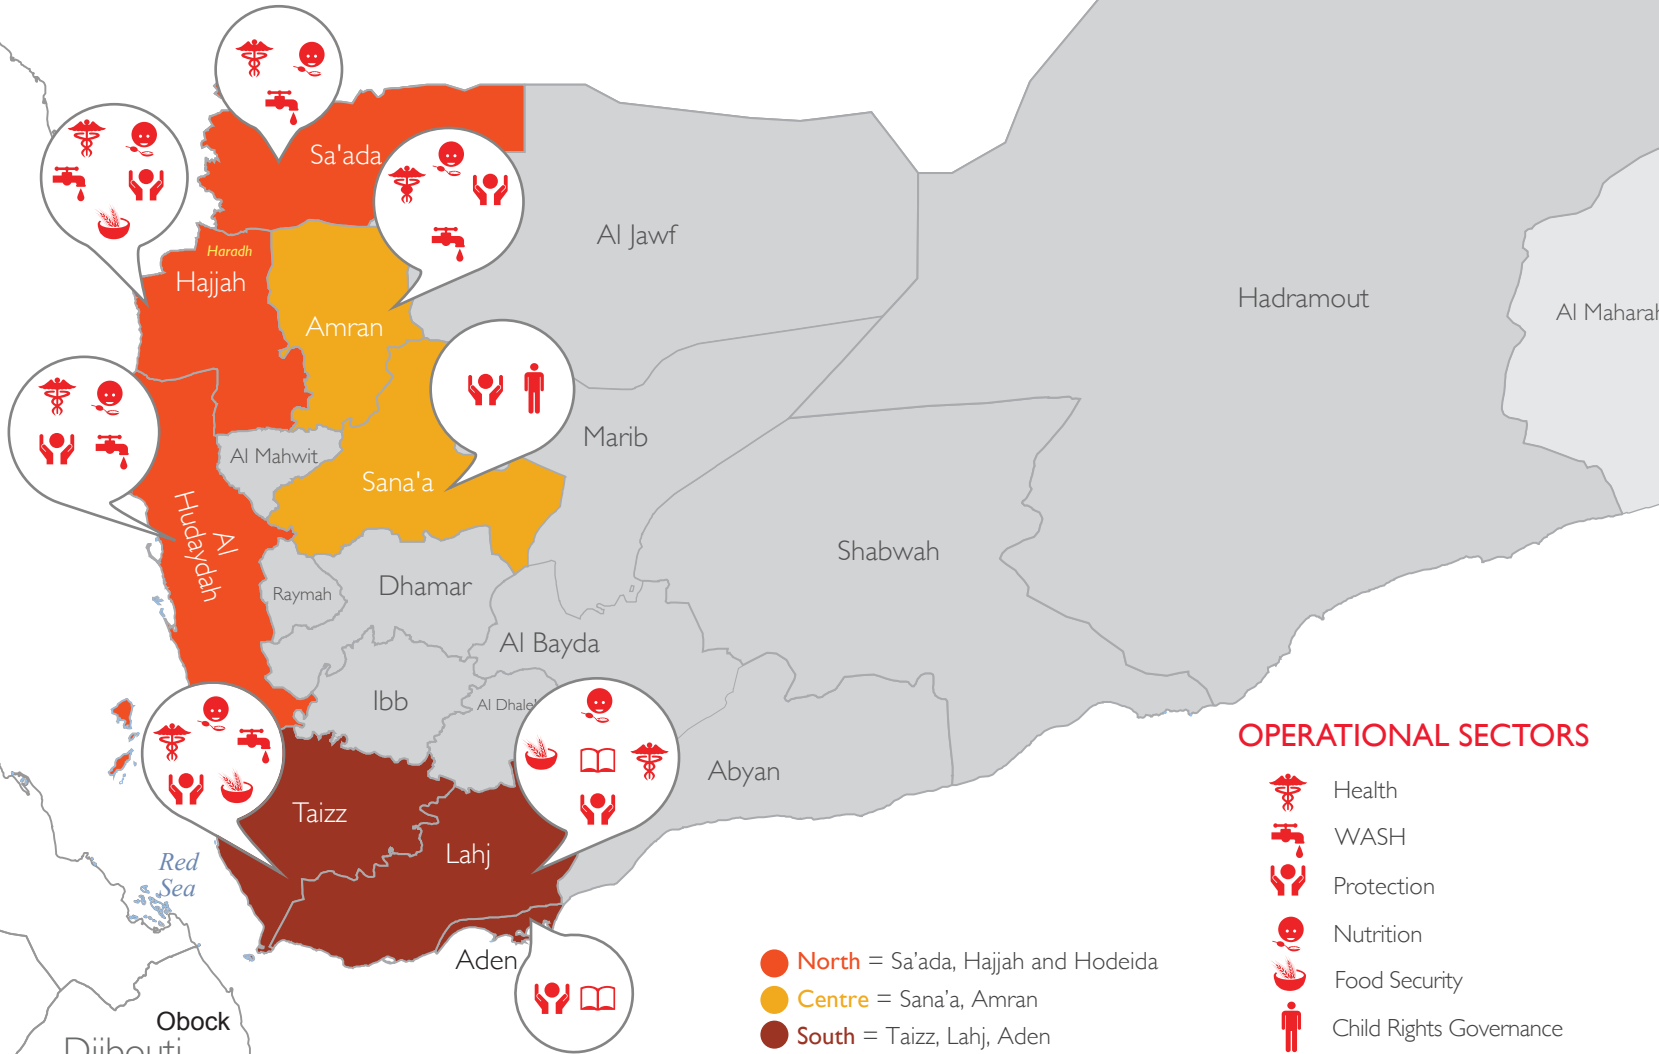 Sa'ada
Al Jawf
Haradh
Hajjah
Hadramout
Al Maharah
Amran
Marib
Al Mahwit
Sana'a
Al
Hudaydah
Shabwah
Raymah
Dhamar
Al Bayda
Ibb
Al Dhale'
Abyan
Taizz
Lahj
Red
Sea
Aden
Obock
Djibouti
OPERATIONAL SECTORS
Health
WASH
Protection
Nutrition
Food Security
Child Rights Governance
North = Sa’ada, Hajjah and Hodeida
Centre = Sana’a, Amran
South = Taizz, Lahj, Aden